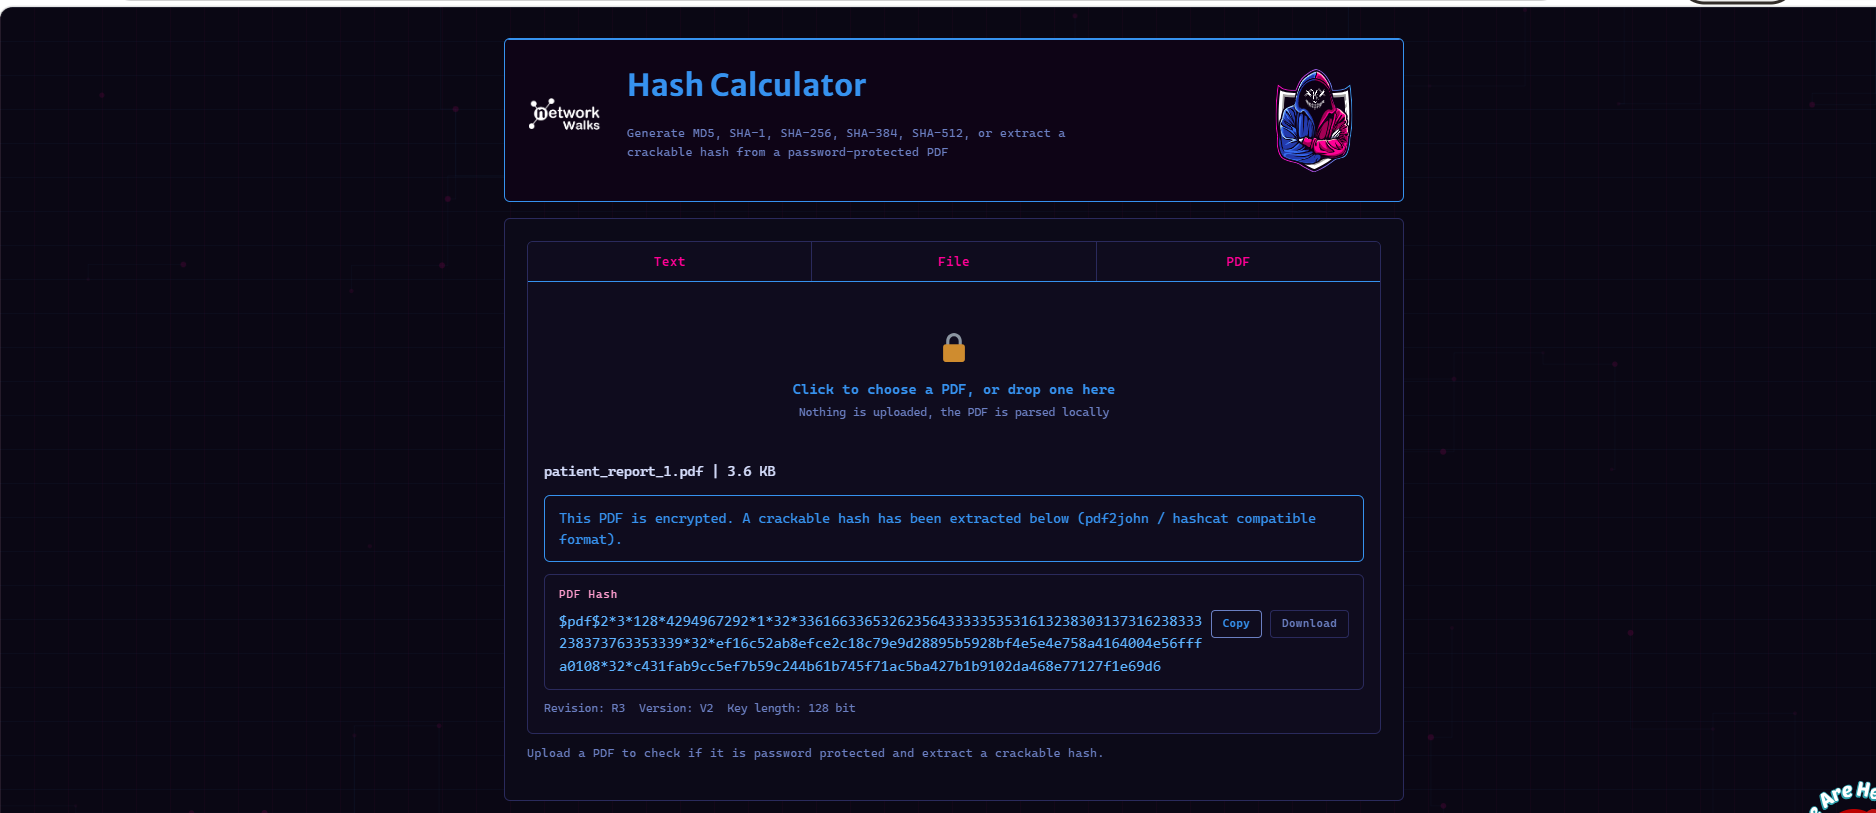 Hash Calculator
network
Walks
Generate MD5, SHA-1, SHA-256, SHA-384, SHA-512, or extract a
crackable hash from a password-protected PDF
Text
File
PDF
Click to choose a PDF, or drop one here
Nothing is uploaded, the PDF is parsed locally
patient_report_1.pdf | 3.6 KB
This PDF is encrypted. A crackable hash has been extracted below (pdf2john / hashcat compatible
format).
PDF Hash
$pdf$2*3*128*4294967292*1*32*3361663365326235643333353531613238303137316238333
238373763353339*32*ef16c52ab8efce2c18c79e9d28895b5928bf4e5e4e758a4164004e56fff
a0108*32*c431fab9cc5ef7b59c244b61b745f71ac5ba427b1b9102da468e77127f1e69d6
Copy
Download
Revision: R3 Version: V2 Key length: 128 bit
Upload a PDF to check if it is password protected and extract a crackable hash.
Are